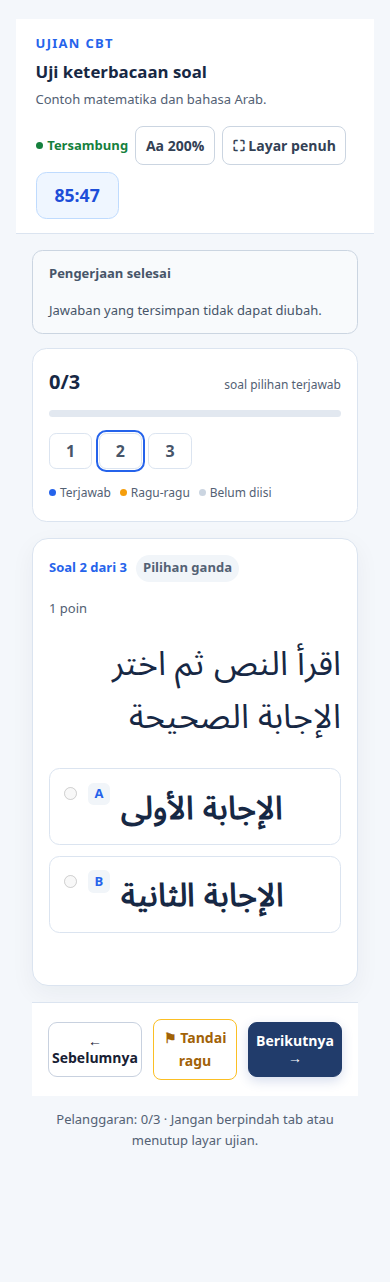 UJIAN CBT
Uji keterbacaan soal
Contoh matematika dan bahasa Arab.
Tersambung
Aa 200%
⛶ Layar penuh
85:47
Pengerjaan selesai
Jawaban yang tersimpan tidak dapat diubah.
0/3
soal pilihan terjawab
1
2
3
Terjawab
Ragu-ragu
Belum diisi
Soal 2 dari 3
Pilihan ganda
1 poin
اقرأ النص ثم اختر
الإجابة الصحيحة
A
الإجابة الأولى
B
الإجابة الثانية
←
Sebelumnya
⚑ Tandai
ragu
Berikutnya
→
Pelanggaran: 0/3 · Jangan berpindah tab atau
menutup layar ujian.